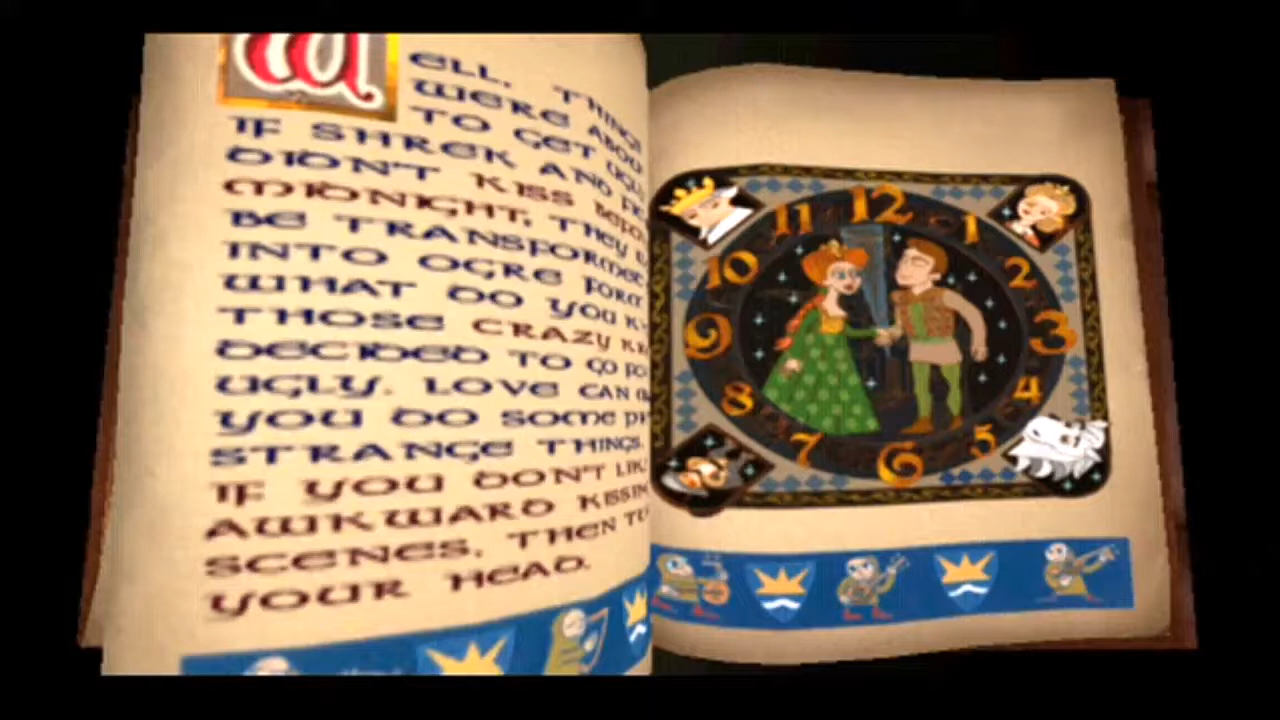 WELL, THINGS
WERE ABOUT
TO GET UGLY
IF SHREK AND
DIDN'T KISS
MIDNIGHT, THEY
BE TRANSFORMED
INTO OGRE FORM
WHAT DO YOU
THOSE CRAZY
DECIDED TO GO
UGLY. LOVE CAN
YOU DO SOME
STRANGE THINGS.
IF YOU DON'T
AWKWARD
SCENES, THEN
YOUR HEAD.
12
11
1
10
2
9
3
8
4
7
5
6